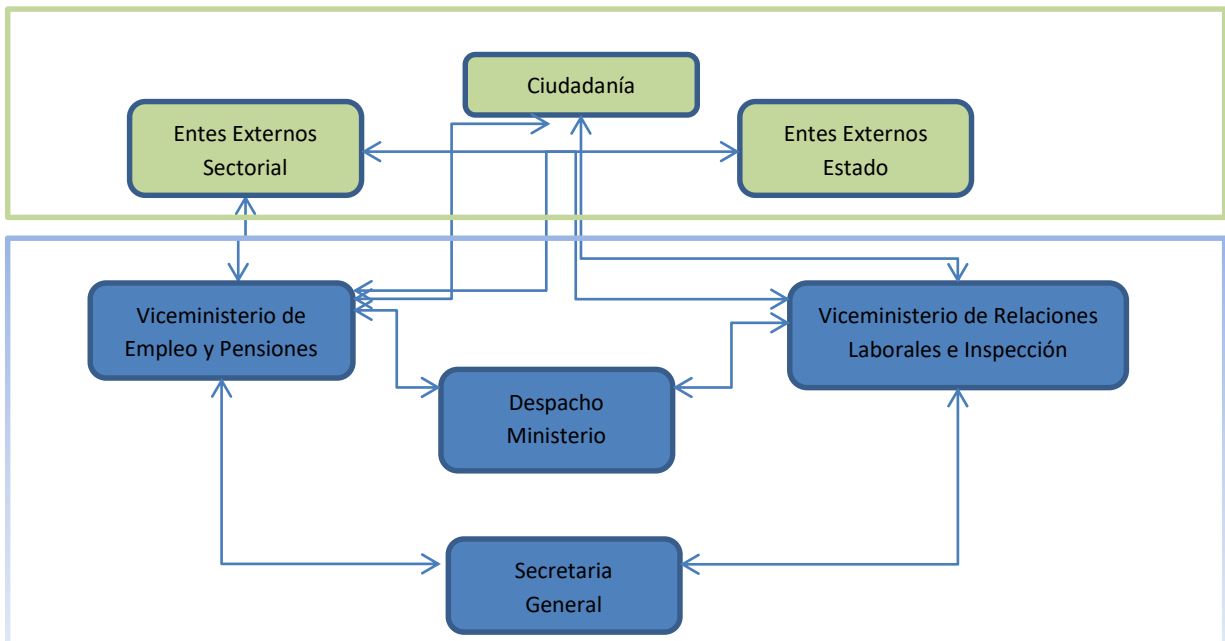 Ciudadanía
Entes Externos
Sectorial
Entes Externos
Estado
Viceministerio de
Empleo y Pensiones
Viceministerio de Relaciones
Laborales e Inspección
Despacho
Ministerio
Secretaria
General